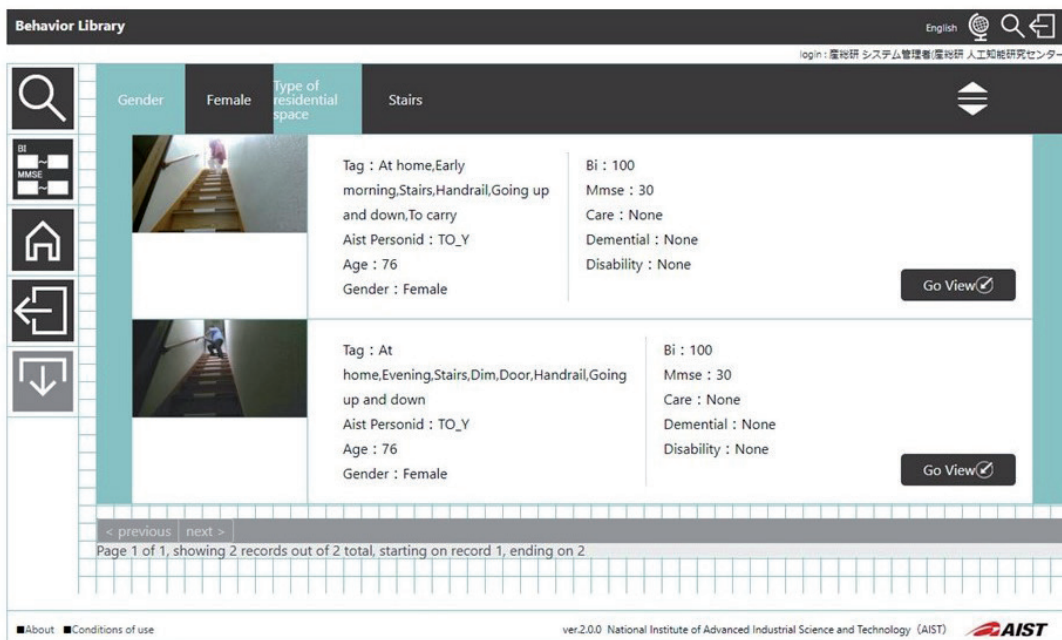 Behavior Library
English
login : 産総研 システム管理者(産総研 人工知能研究センター
BI
~
MMSE
~
Gender
Female
Type of
residential
space
Stairs
Tag : At home,Early
morning,Stairs,Handrail,Going up
and down,To carry
Aist Personid : TO_Y
Age : 76
Gender : Female
Bi : 100
Mmse : 30
Care : None
Demential : None
Disability : None
Go View
Tag : At
home,Evening,Stairs,Dim,Door,Handrail,Going
up and down
Aist Personid : TO_Y
Age : 76
Gender : Female
Bi : 100
Mmse : 30
Care : None
Demential : None
Disability : None
Go View
< previous next >
Page 1 of 1, showing 2 records out of 2 total, starting on record 1, ending on 2
■About ■Conditions of use
ver.2.0.0 National Institute of Advanced Industrial Science and Technology (AIST)
AIST